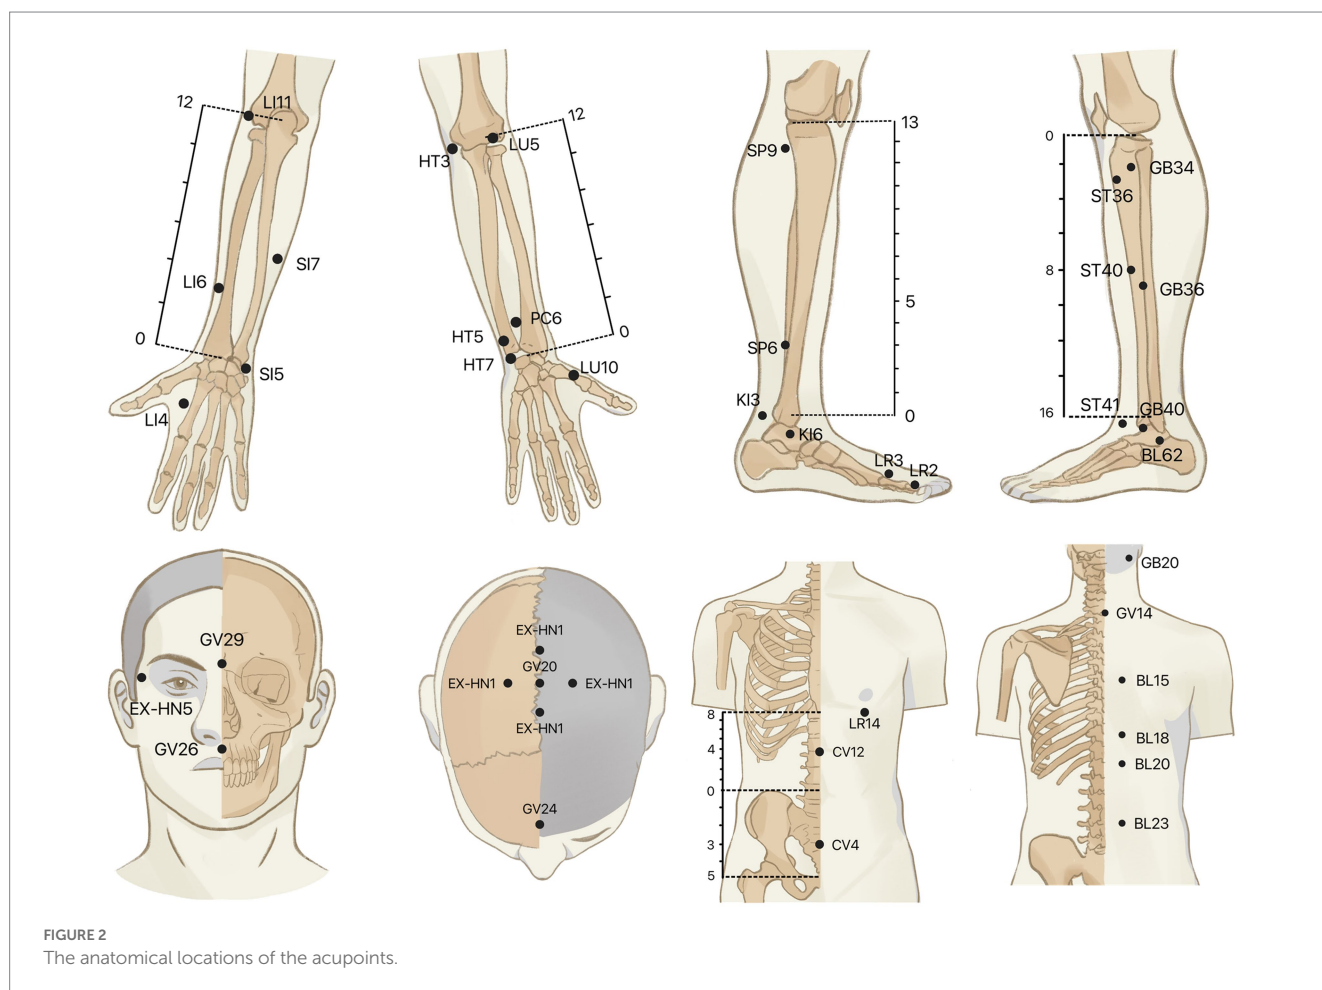 12
LI11
LI6
SI7
0
SI5
LI4
12
LU5
HT3
PC6
HT5
0
HT7
LU10
13
SP9
5
SP6
KI3
0
KI6
LR3
LR2
0
GB34
ST36
8
ST40
GB36
ST41
GB40
16
BL62
GV29
EX-HN5
GV26
EX-HN1
GV20
EX-HN1
EX-HN1
EX-HN1
GV24
8
LR14
4
CV12
0
3
CV4
5
GB20
GV14
BL15
BL18
BL20
BL23
FIGURE 2
The anatomical locations of the acupoints.